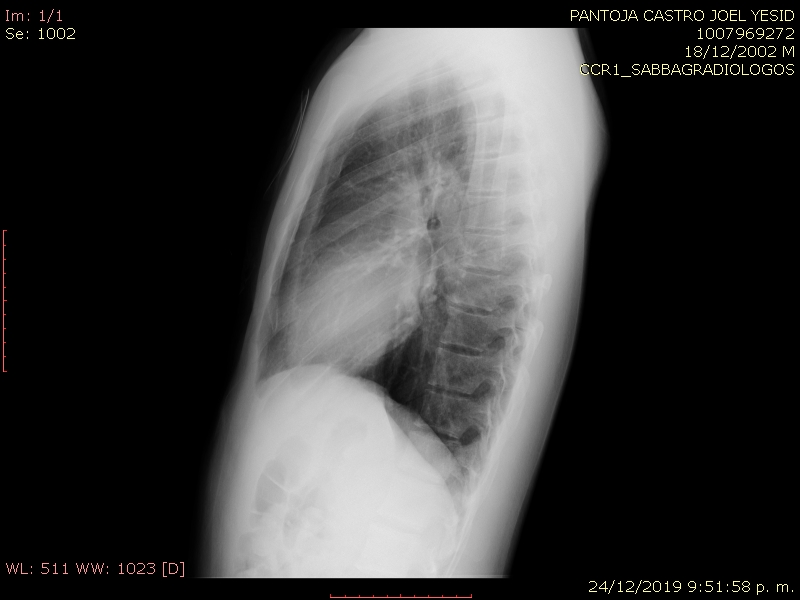 Im: 1/1
Se: 1002
PANTOJA CASTRO JOEL YESID
1007969272
18/12/2002 M
CCR1_SABBAGRADIOLOGOS
WL: 511 WW: 1023 [D]
24/12/2019 9:51:58 p. m.